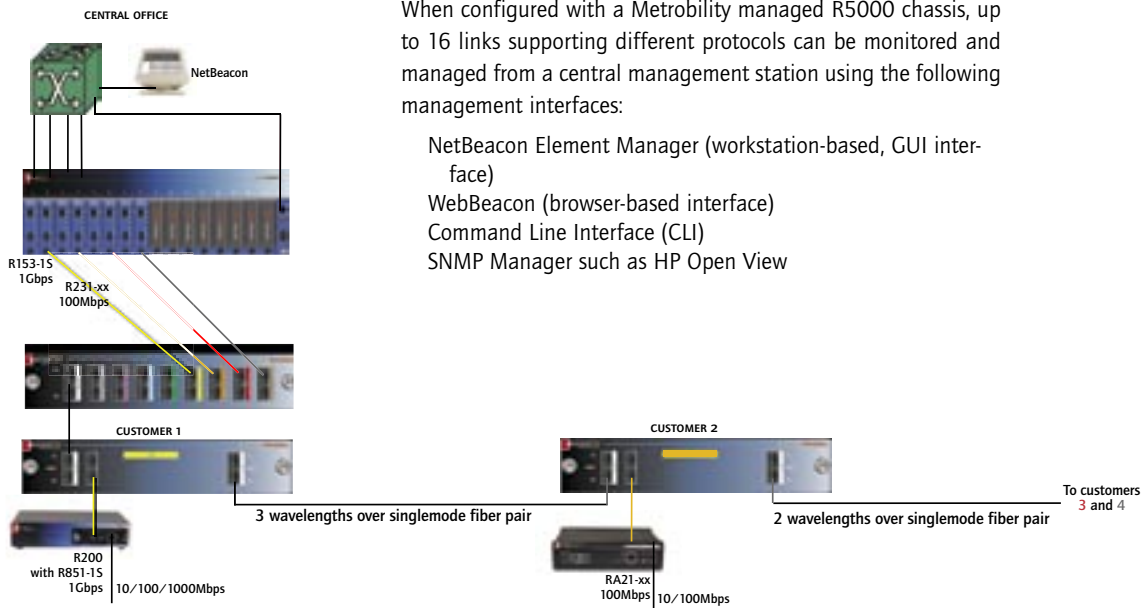 CENTRAL OFFICE
NetBeacon
When configured with a Metrobility managed R5000 chassis, up
to 16 links supporting different protocols can be monitored and
managed from a central management station using the following
management interfaces:
NetBeacon Element Manager (workstation-based, GUI inter-
face)
WebBeacon (browser-based interface)
Command Line Interface (CLI)
SNMP Manager such as HP Open View
R153-1S
1Gbps
R231-xx
100Mbps
CUSTOMER 1
CUSTOMER 2
3 wavelengths over singlemode fiber pair
2 wavelengths over singlemode fiber pair
To customers
3 and 4
R200
with R851-1S
1Gbps
10/100/1000Mbps
RA21-xx
100Mbps
10/100Mbps